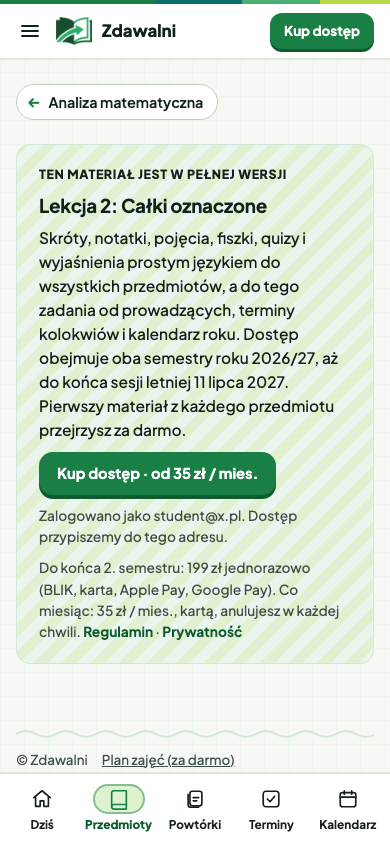 Zdawalni
Kup dostęp
← Analiza matematyczna
TEN MATERIAŁ JEST W PEŁNEJ WERSJI
Lekcja 2: Całki oznaczone
Skróty, notatki, pojęcia, fiszki, quizy i
wyjaśnienia prostym językiem do
wszystkich przedmiotów, a do tego
zadania od prowadzących, terminy
kolokwiów i kalendarz roku. Dostęp
obejmuje oba semestry roku 2026/27, aż
do końca sesji letniej 11 lipca 2027.
Pierwszy materiał z każdego przedmiotu
przejrzysz za darmo.
Kup dostęp · od 35 zł / mies.
Zalogowano jako student@x.pl. Dostęp
przypiszemy do tego adresu.
Do końca 2. semestru: 199 zł jednorazowo
(BLIK, karta, Apple Pay, Google Pay). Co
miesiąc: 35 zł / mies., kartą, anulujesz w każdej
chwili. Regulamin · Prywatność
© Zdawalni Plan zajęć (za darmo)
Dziś Przedmioty Powtórki Terminy Kalendarz